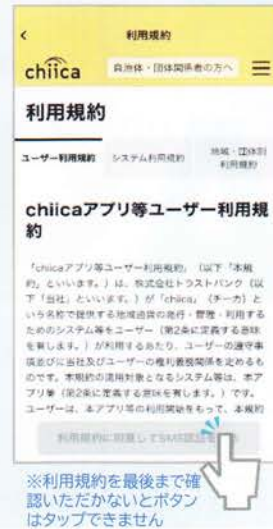 利用規約
chiica
自治体・団体関係者の方へ
利用規約
ユーザー利用規約
システム利用規約
地域・団体別
利用規約
chiicaアプリ等ユーザー利用規
約
「chiicaアプリ等ユーザー利用規約」(以下「本規
約」といいます。)は、株式会社トラストバンク(以
下「当社」といいます。)が「chiica」(チーカ)と
いう名称で提供する地域通貨の発行・管理・利用する
ためのシステム等をユーザー(第2条に定義する意味
を有します。)が利用するあたり、ユーザーの遵守事
項並びに当社及びユーザーの権利義務関係を定めるも
のです。本規約の適用対象となるシステム等は、本ア
プリ等(第2条に定義する意味を有します。)です。
ユーザーは、本アプリ等の利用開始をもって、本規約
利用規約に同意してSMS認証
※利用規約を最後まで確
認いただかないとボタン
はタップできません